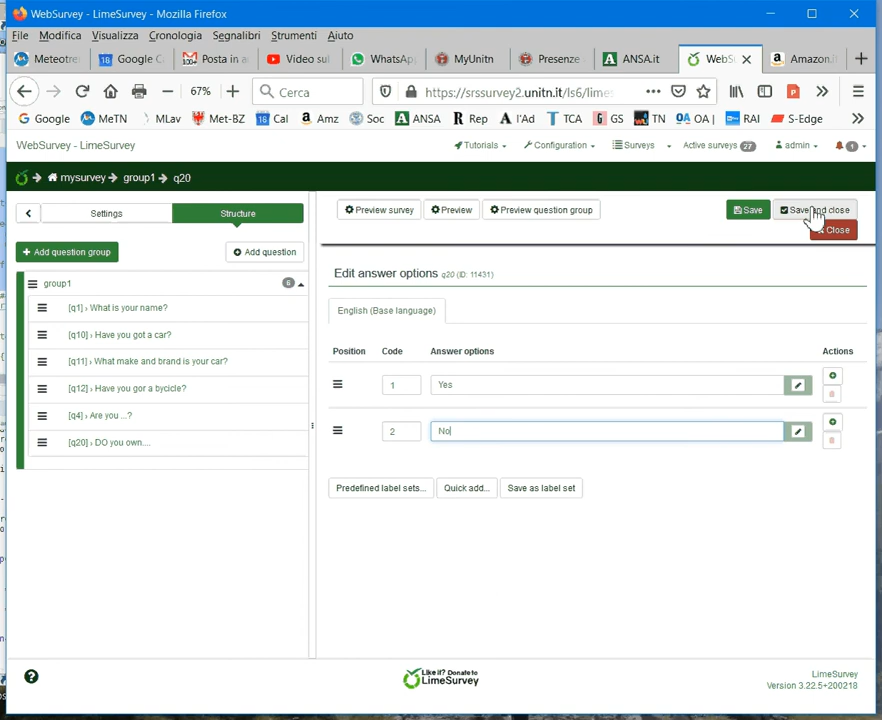 WebSurvey - LimeSurvey - Mozilla Firefox
File Modifica Visualizza Cronologia Segnalibri Strumenti Aiuto
Meteotre Google C Posta in a Video sul WhatsApp MyUnitn Presenze ANSA.it WebSu Amazon.i
67% Cerca https://srssurvey2.unitn.it/ls6/limes
Google MeTN MLav Met-BZ Cal Amz Soc ANSA Rep l'Ad TCA GS TN OA | RAI S-Edge
WebSurvey - LimeSurvey Tutorials Configuration Surveys Active surveys 27 admin 1
mysurvey group1 q20
Settings Structure Preview survey Preview Preview question group Save Save and close
Close
Add question group Add question
Edit answer options q20 (ID: 11431)
group1 6
English (Base language)
[q1] › What is your name?
[q10] › Have you got a car?
[q11] › What make and brand is your car?
[q12] › Have you gor a bycicle?
[q4] › Are you ...?
[q20] › DO you own....
Position Code Answer options Actions
1 Yes
2 No
Predefined label sets... Quick add... Save as label set
Like it? Donate to
LimeSurvey
LimeSurvey
Version 3.22.5+200218